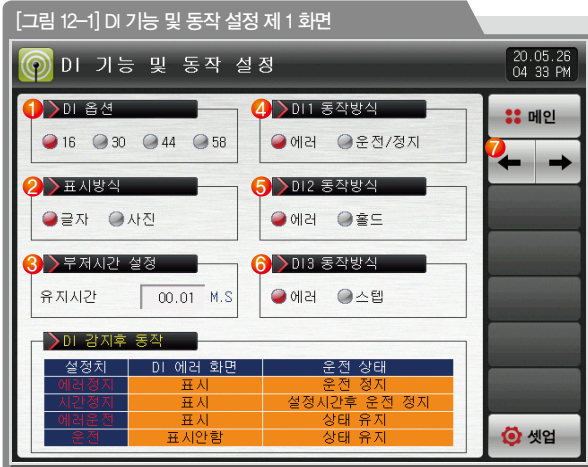 [그림 12-1] DI 기능 및 동작 설정 제 1 화면
DI 기능 및 동작 설정
20.05.26
04 33 PM
1 DI 옵션
16 30 44 58
2 표시방식
글자 사진
3 부저시간 설정
유지시간 00.01 M.S
4 DI1 동작방식
에러 운전/정지
5 DI2 동작방식
에러 홀드
6 DI3 동작방식
에러 스텝
DI 감지후 동작
설정치 DI 에러 화면 운전 상태
에러정지 표시 운전 정지
시간정지 표시 설정시간후 운전 정지
에러운전 표시 상태 유지
운전 표시안함 상태 유지
메인
7
셋업